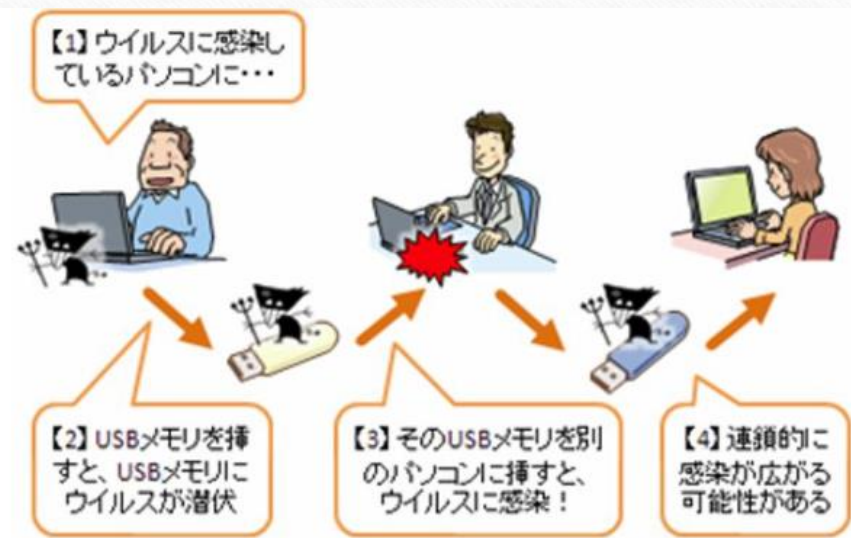 【1】ウイルスに感染し
ているパソコンに・・・
【2】USBメモリを挿
すと、USBメモリに
ウイルスが潜伏
【3】そのUSBメモリを別
のパソコンに挿すと、
ウイルスに感染！
【4】連鎖的に
感染が広がる
可能性がある